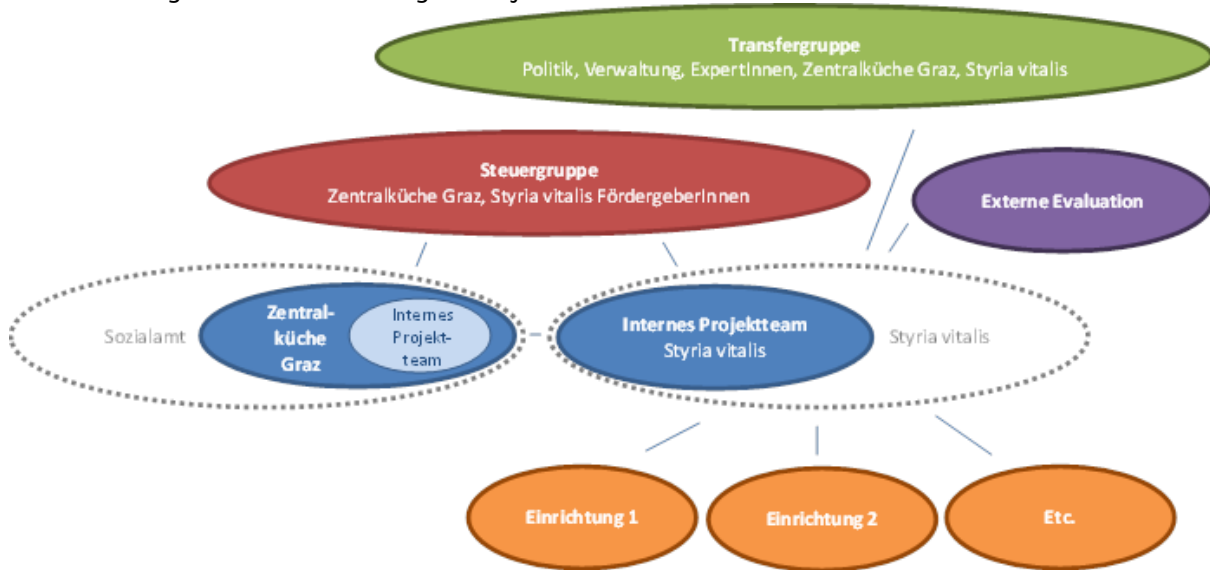 Transfergruppe
Politik, Verwaltung, ExpertInnen, Zentralküche Graz, Styria vitalis
Steuergruppe
Zentralküche Graz, Styria vitalis FördergeberInnen
Externe Evaluation
Sozialamt
Zentral-
küche
Graz
Internes
Projekt-
team
Internes Projektteam
Styria vitalis
Styria vitalis
Einrichtung 1
Einrichtung 2
Etc.